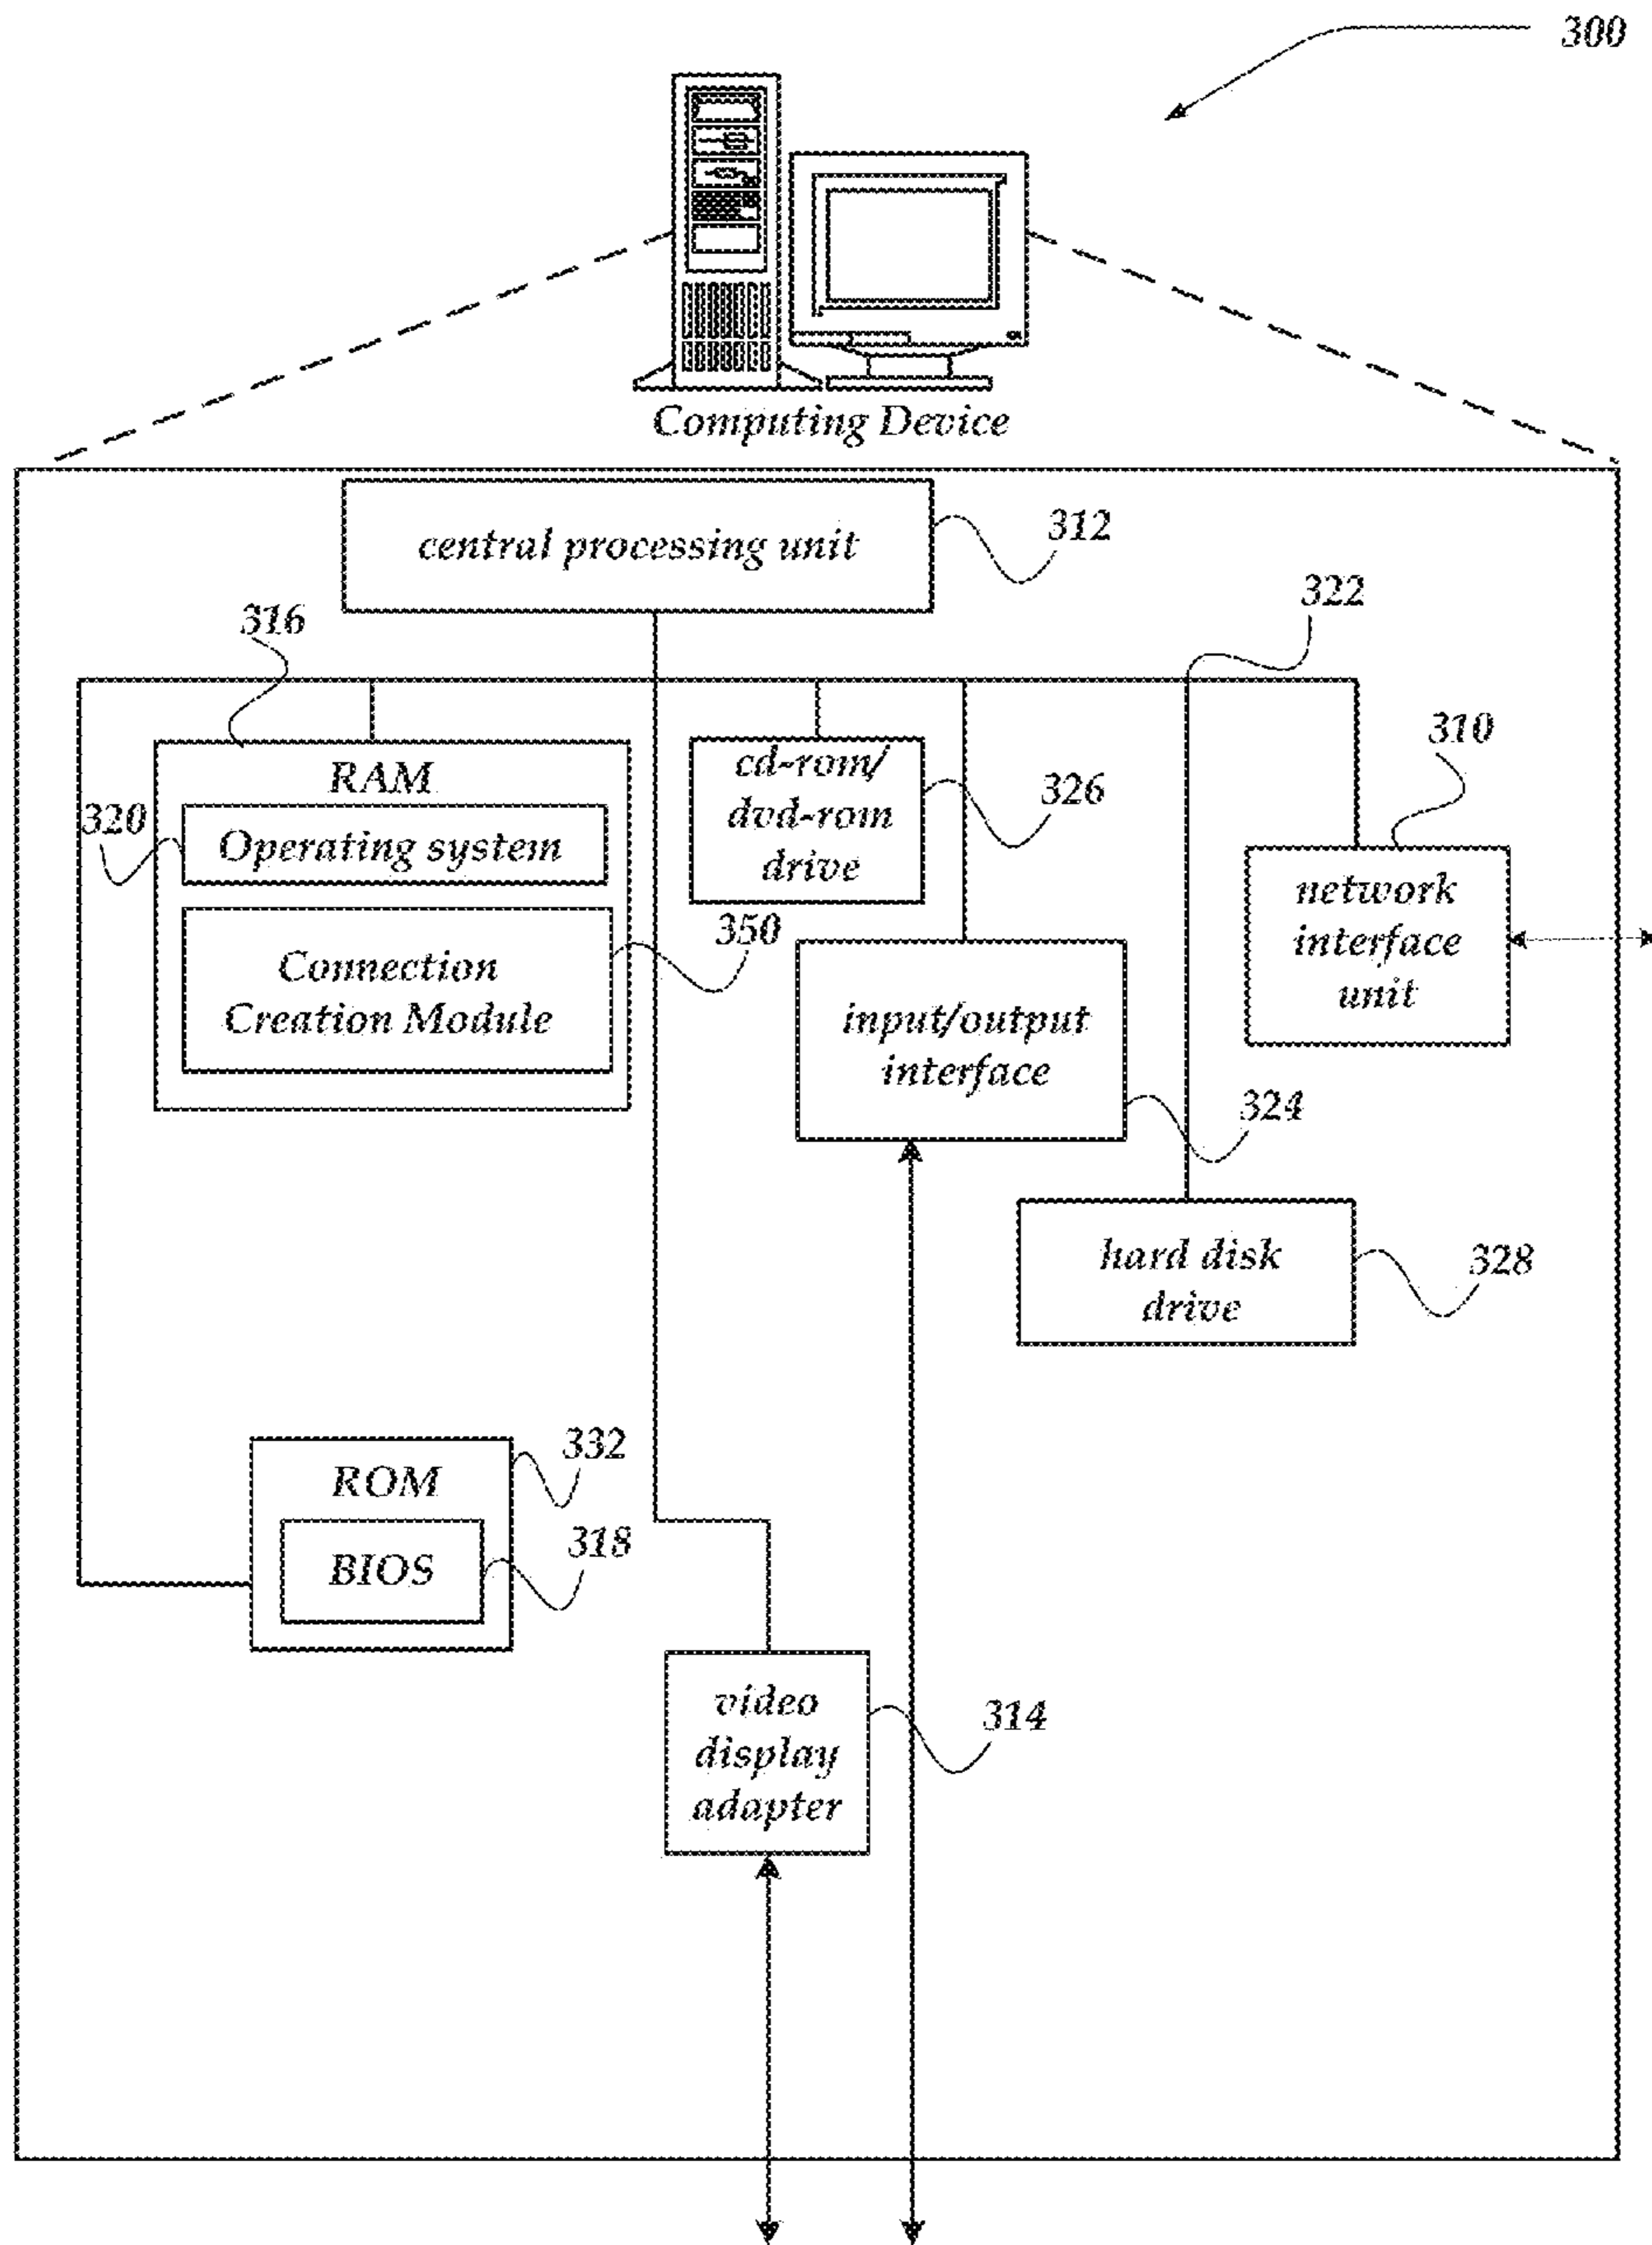 300
Computing Device
central processing unit
312
322
316
310
RAM
cd-rom/
dvd-rom
drive
326
320
Operating system
network
interface
unit
350
Connection
Creation Module
input/output
interface
324
hard disk
drive
328
332
ROM
318
BIOS
video
display
adapter
314